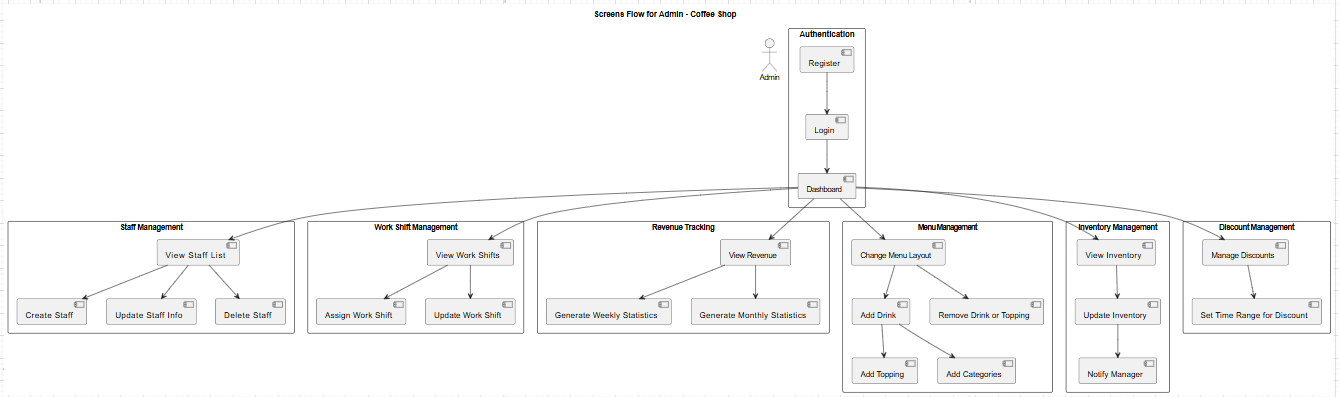 Screens Flow for Admin - Coffee Shop
Authentication
Register
Admin
Login
Dashboard
Staff Management
View Staff List
Create Staff
Update Staff Info
Delete Staff
Work Shift Management
View Work Shifts
Assign Work Shift
Update Work Shift
Revenue Tracking
View Revenue
Generate Weekly Statistics
Generate Monthly Statistics
Menu Management
Change Menu Layout
Add Drink
Remove Drink or Topping
Add Topping
Add Categories
Inventory Management
View Inventory
Update Inventory
Notify Manager
Discount Management
Manage Discounts
Set Time Range for Discount